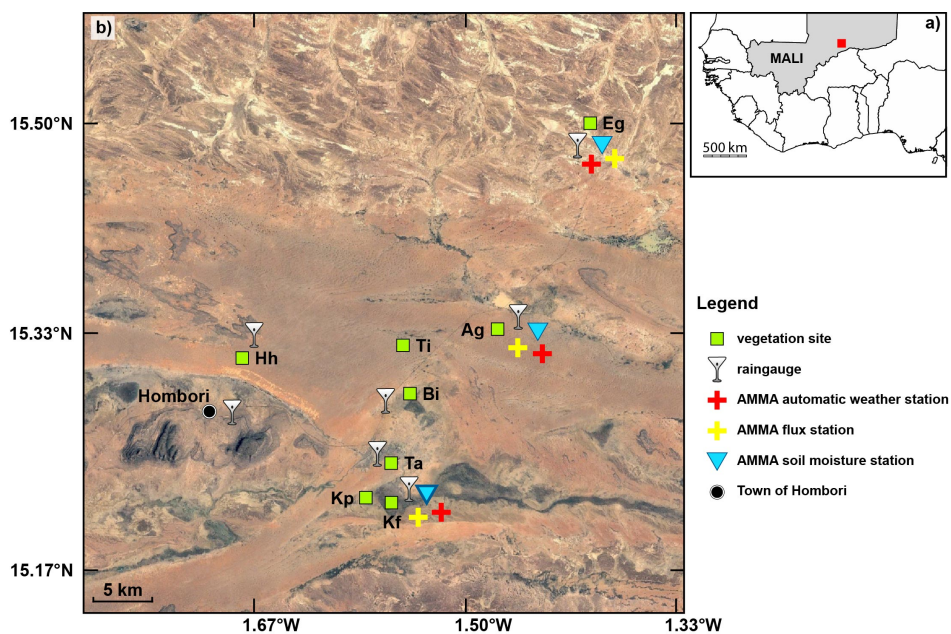 b)
a)
MALI
500 km
15.50°N
Eg
15.33°N
Ag
Hh
Ti
Hombori
Bi
Ta
Kp
Kf
15.17°N
5 km
1.67°W
1.50°W
1.33°W
Legend
vegetation site
raingauge
AMMA automatic weather station
AMMA flux station
AMMA soil moisture station
Town of Hombori